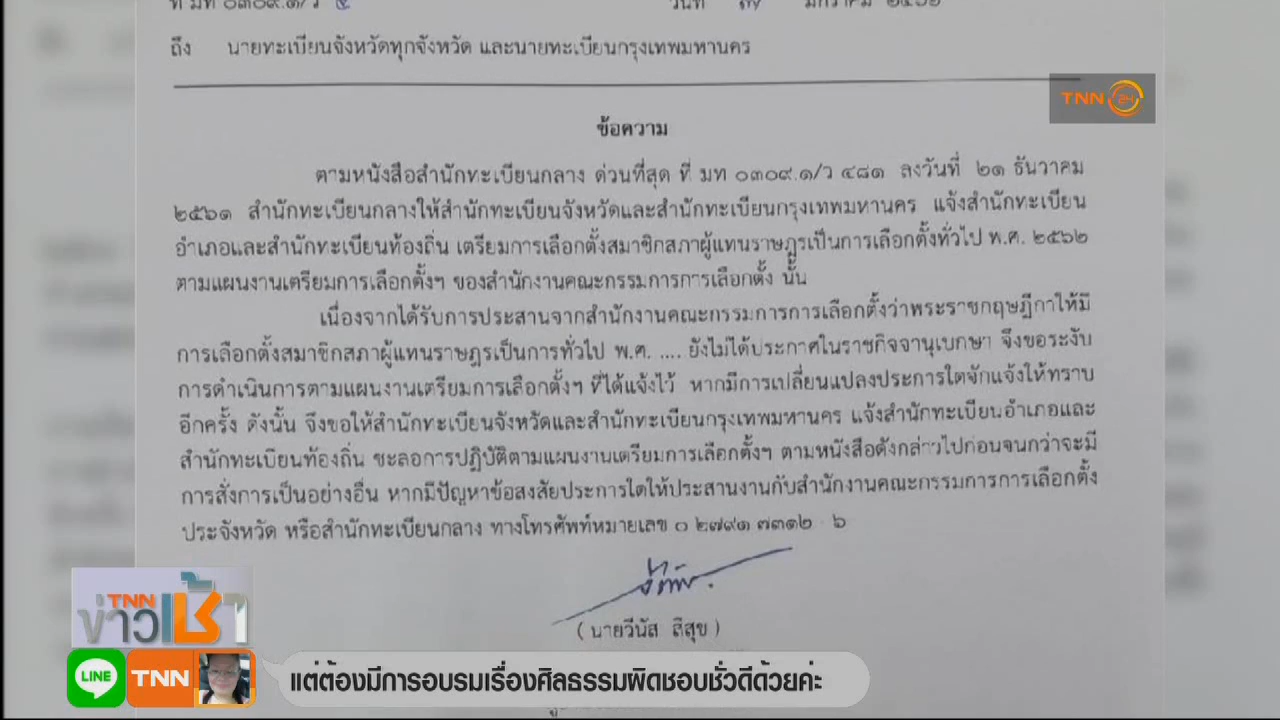 ที่ มท ๐๓๐๙.๑/ว ๕ วันที่ ๓ มกราคม ๒๕๖๒
ถึง นายทะเบียนจังหวัดทุกจังหวัด และนายทะเบียนกรุงเทพมหานคร
TNN 24
ข้อความ
ตามหนังสือสำนักทะเบียนกลาง ด่วนที่สุด ที่ มท ๐๓๐๙.๑/ว ๔๘๑ ลงวันที่ ๒๑ ธันวาคม
๒๕๖๑ สำนักทะเบียนกลางให้สำนักทะเบียนจังหวัดและสำนักทะเบียนกรุงเทพมหานคร แจ้งสำนักทะเบียน
อำเภอและสำนักทะเบียนท้องถิ่น เตรียมการเลือกตั้งสมาชิกสภาผู้แทนราษฎรเป็นการเลือกตั้งทั่วไป พ.ศ. ๒๕๖๒
ตามแผนงานเตรียมการเลือกตั้งฯ ของสำนักงานคณะกรรมการการเลือกตั้ง นั้น
เนื่องจากได้รับการประสานจากสำนักงานคณะกรรมการการเลือกตั้งว่าพระราชกฤษฎีกาให้มี
การเลือกตั้งสมาชิกสภาผู้แทนราษฎรเป็นการทั่วไป พ.ศ. .... ยังไม่ได้ประกาศในราชกิจจานุเบกษา จึงขอระงับ
การดำเนินการตามแผนงานเตรียมการเลือกตั้งฯ ที่ได้แจ้งไว้ หากมีการเปลี่ยนแปลงประการใดจักแจ้งให้ทราบ
อีกครั้ง ดังนั้น จึงขอให้สำนักทะเบียนจังหวัดและสำนักทะเบียนกรุงเทพมหานคร แจ้งสำนักทะเบียนอำเภอและ
สำนักทะเบียนท้องถิ่น ชะลอการปฏิบัติตามแผนงานเตรียมการเลือกตั้งฯ ตามหนังสือดังกล่าวไปก่อนจนกว่าจะมี
การสั่งการเป็นอย่างอื่น หากมีปัญหาข้อสงสัยประการใดให้ประสานงานกับสำนักงานคณะกรรมการการเลือกตั้ง
ประจำจังหวัด หรือสำนักทะเบียนกลาง ทางโทรศัพท์หมายเลข ๐ ๒๗๙๑ ๗๓๑๒ - ๖
(นายวีนัส สีสุข)
TNN ข่าวเช้า
LINE TNN แต่ต้องมีการอบรมเรื่องศิลธรรมผิดชอบชั่วดีด้วยค่ะ